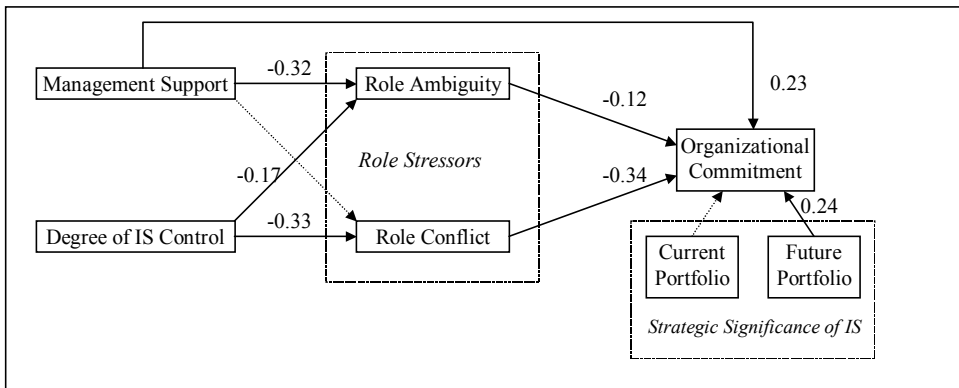 -0.32
0.23
Management Support
Role Ambiguity
-0.12
Organizational
Commitment
Role Stressors
-0.17
-0.34
-0.33
0.24
Degree of IS Control
Role Conflict
Current
Portfolio
Future
Portfolio
Strategic Significance of IS